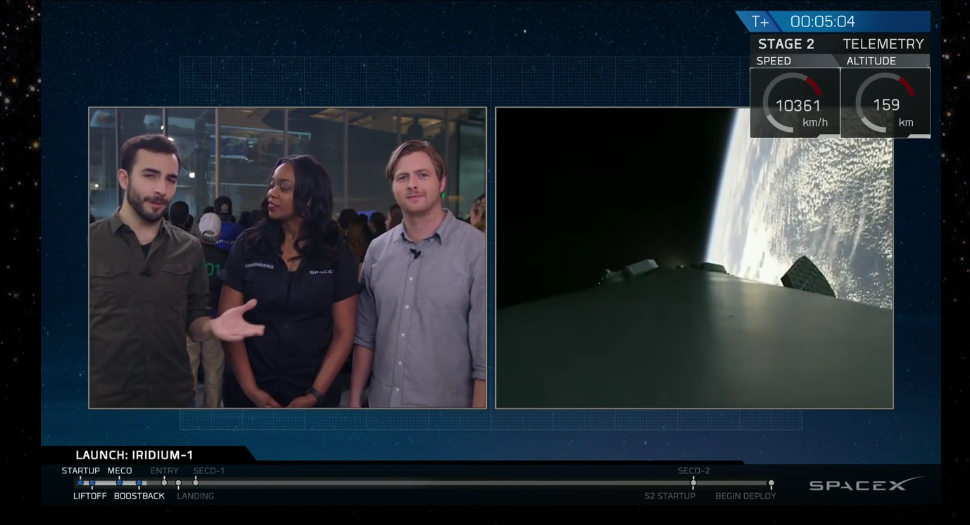 T+ 00:05:04
STAGE 2 TELEMETRY
SPEED ALTITUDE
10361 159
km/h km
SPACEX
LAUNCH: IRIDIUM-1
STARTUP MECO ENTRY SECO-1 SECO-2
LIFTOFF BOOSTBACK LANDING S2 STARTUP BEGIN DEPLOY
SPACEX